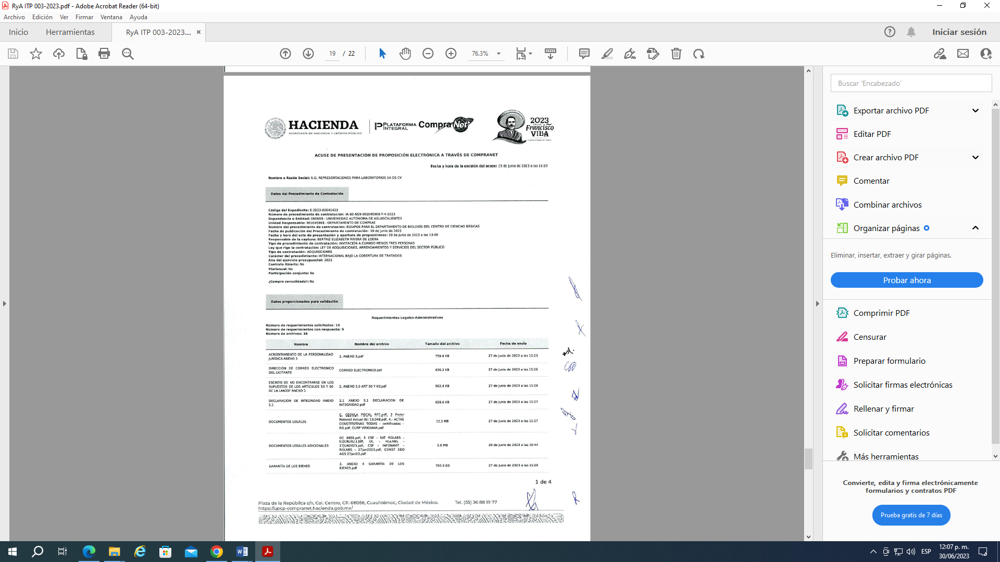 RyA ITP 003-2023.pdf - Adobe Acrobat Reader (64-bit)
Archivo Edición Ver Firmar Ventana Ayuda
Inicio Herramientas RyA ITP 003-2023.... × Iniciar sesión
19 / 22 76.3%
HACIENDA
SECRETARÍA DE HACIENDA Y CRÉDITO PÚBLICO
PLATAFORMA INTEGRAL CompraNet
2023
Francisco
VILLA
ACUSE DE PRESENTACIÓN DE PROPOSICIÓN ELECTRÓNICA A TRAVÉS DE COMPRANET
Fecha y hora de la emisión del acuse: 29 de Junio de 2023 a las 11:29
Nombre o Razón Social: R.G. REPRESENTACIONES PARA LABORATORIOS SA DE CV
Datos del Procedimiento de Contratación
Código del Expediente: E-2023-00041433
Número de procedimiento de contratación: IA-60-N59-901045968-T-4-2023
Dependencia o Entidad: 060N59 - UNIVERSIDAD AUTÓNOMA DE AGUASCALIENTES
Unidad Responsable: 901045968 - DEPARTAMENTO DE COMPRAS
Nombre del procedimiento de contratación: EQUIPOS PARA EL DEPARTAMENTO DE BIOLOGÍA DEL CENTRO DE CIENCIAS BÁSICAS
Fecha de publicación del Procedimiento de contratación: 19 de Junio de 2023
Fecha y hora del acto de presentación y apertura de proposiciones: 29 de Junio de 2023 a las 13:00
Responsable de la captura: BEATRIZ ELIZABETH RIVERA DE LOERA
Tipo de procedimiento de contratación: INVITACIÓN A CUANDO MENOS TRES PERSONAS
Ley que rige la contratación: LEY DE ADQUISICIONES, ARRENDAMIENTOS Y SERVICIOS DEL SECTOR PÚBLICO
Tipo de contratación: ADQUISICIONES
Carácter del procedimiento: INTERNACIONAL BAJO LA COBERTURA DE TRATADOS
Año del ejercicio presupuestal: 2023
Contrato Abierto: No
Plurianual: No
Participación conjunta: No
¿Compra consolidada?: No
Datos proporcionados para validación
Requerimientos Legales-Administrativos
Número de requerimientos solicitados: 10
Número de requerimientos con respuesta: 9
Número de archivos: 16
Nombre Nombre del archivo Tamaño del archivo Fecha de envío
ACREDITAMIENTO DE LA PERSONALIDAD JURÍDICA ANEXO 3 1. ANEXO 3.pdf 759.8 KB 27 de Junio de 2023 a las 11:23
DIRECCIÓN DE CORREO ELECTRÓNICO DEL LICITANTE CORREO ELECTRONICO.pdf 636.2 KB 27 de Junio de 2023 a las 11:26
ESCRITO DE NO ENCONTRARSE EN LOS SUPUESTOS DE LOS ARTÍCULOS 50 Y 60 DE LA LAASSP ANEXO 5 2. ANEXO 5.0 ART 50 Y 60.pdf 992.8 KB 27 de Junio de 2023 a las 11:26
DECLARACIÓN DE INTEGRIDAD ANEXO 5.1 2.1 ANEXO 5.1 DECLARACION DE INTEGRIDAD.pdf 659.6 KB 27 de Junio de 2023 a las 11:27
DOCUMENTOS LEGALES C. CEDULA FISCAL RFC.pdf, 2 Poder Notarial Actual (6) 10,048.pdf, 4.- ACTAS CONSTITUTIVAS TODAS - certificadas - RG.pdf, CURP VIRIDIANA.pdf 12.1 MB 27 de Junio de 2023 a las 11:27
DOCUMENTOS LEGALES ADICIONALES OC IMSS.pdf, 5 CSF - SAT RGLABS - 02JUN2023.pdf, OC - RGLABS - 27JUN2023.pdf, CSF - INFONAVIT - RGLABS - 27jun2023.pdf, CONST EDO AGS 27jun23.pdf 5.0 MB 29 de Junio de 2023 a las 10:44
GARANTÍA DE LOS BIENES 3. ANEXO 4 GARANTIA DE LOS BIENES.pdf 700.9 KB 27 de Junio de 2023 a las 11:28
1 de 4
Plaza de la República s/n, Col. Centro, CP. 06066, Cuauhtémoc, Ciudad de México. Tel. (55) 36 88 19 77
https://upcp-compranet.hacienda.gob.mx/
Buscar 'Encabezado'
Exportar archivo PDF
Editar PDF
Crear archivo PDF
Comentar
Combinar archivos
Organizar páginas
Eliminar, insertar, extraer y girar páginas.
Probar ahora
Comprimir PDF
Censurar
Preparar formulario
Solicitar firmas electrónicas
Rellenar y firmar
Solicitar comentarios
Más herramientas
Convierte, edita y firma electrónicamente
formularios y contratos PDF
Prueba gratis de 7 días
ESP
12:07 p. m.
30/06/2023